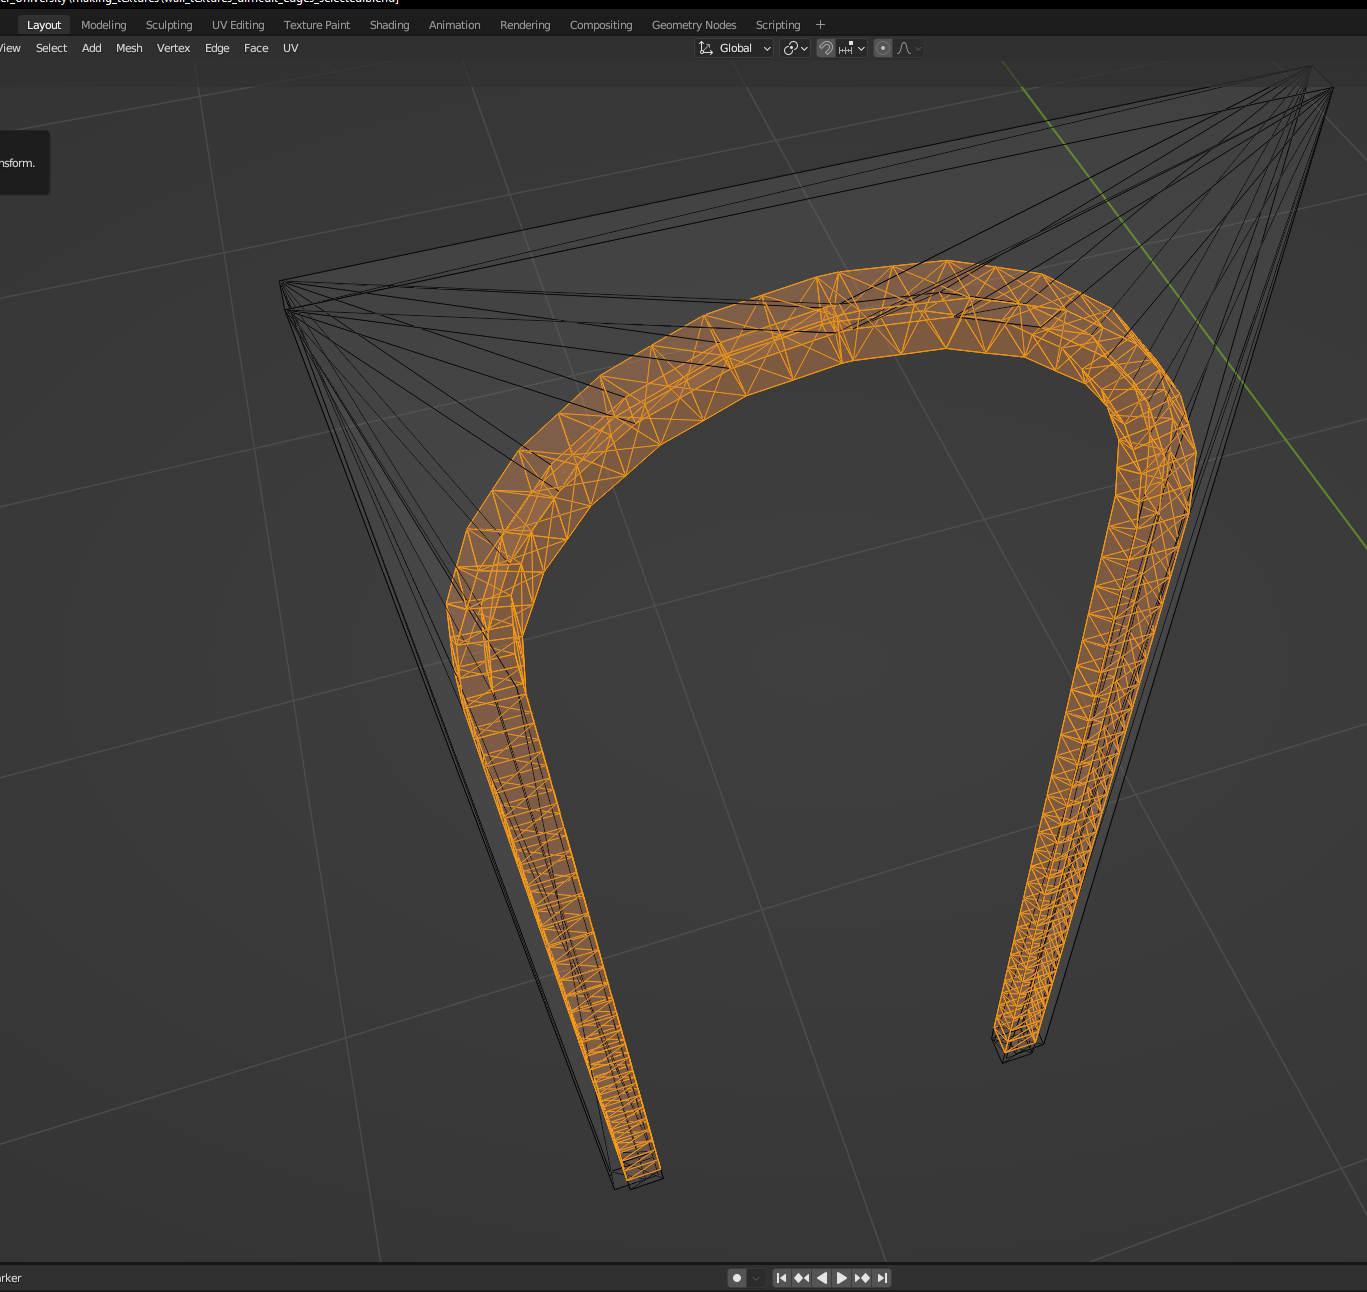 Layout Modeling Sculpting UV Editing Texture Paint Shading Animation Rendering Compositing Geometry Nodes Scripting +
View Select Add Mesh Vertex Edge Face UV Global
nsform.
rker